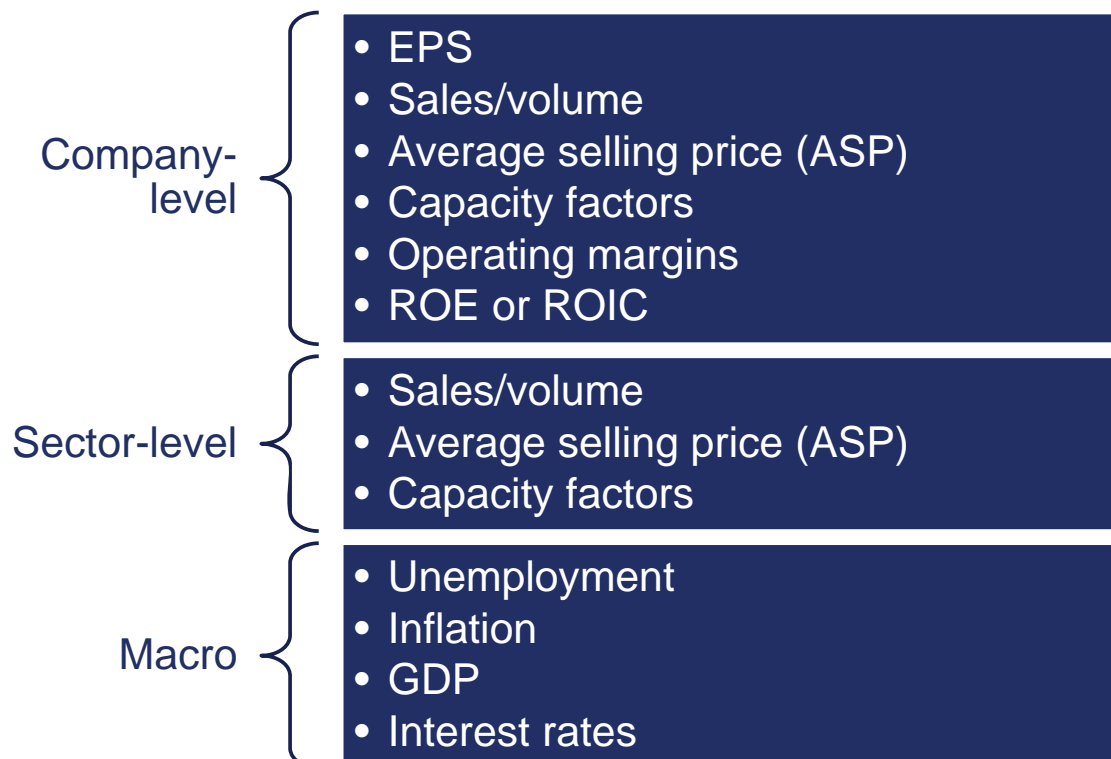 Company-
level
• EPS
• Sales/volume
• Average selling price (ASP)
• Capacity factors
• Operating margins
• ROE or ROIC
Sector-level
• Sales/volume
• Average selling price (ASP)
• Capacity factors
Macro
• Unemployment
• Inflation
• GDP
• Interest rates